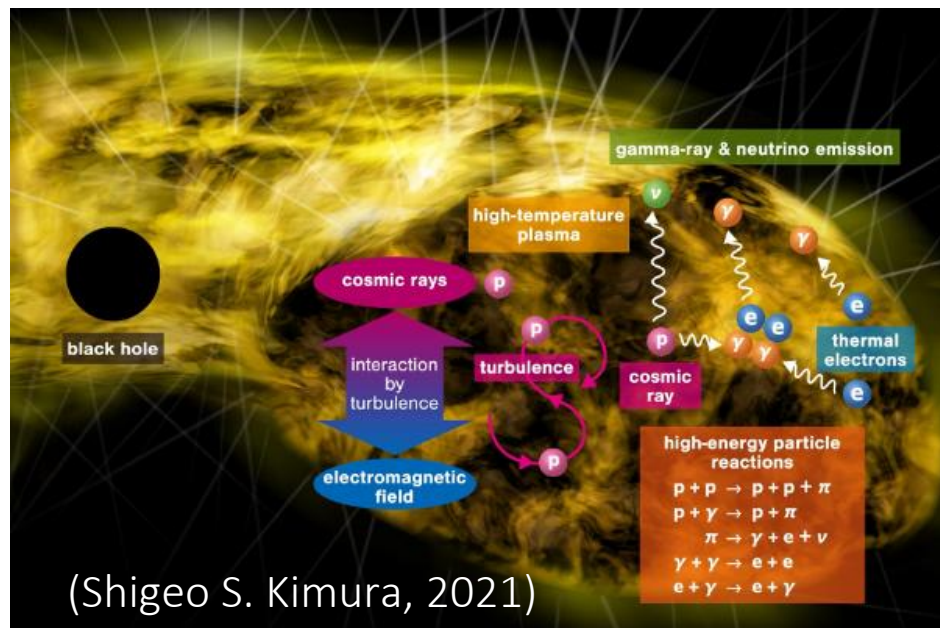 gamma-ray & neutrino emission
ν
γ
γ
high-temperature
plasma
cosmic rays
p
black hole
interaction
by
turbulence
p
turbulence
p
electromagnetic
field
p
cosmic
ray
e
e
γ
γ
e
thermal
electrons
e
high-energy particle
reactions
p + p → p + p + π
p + γ → p + π
π → γ + e + ν
γ + γ → e + e
e + γ → e + γ
(Shigeo S. Kimura, 2021)